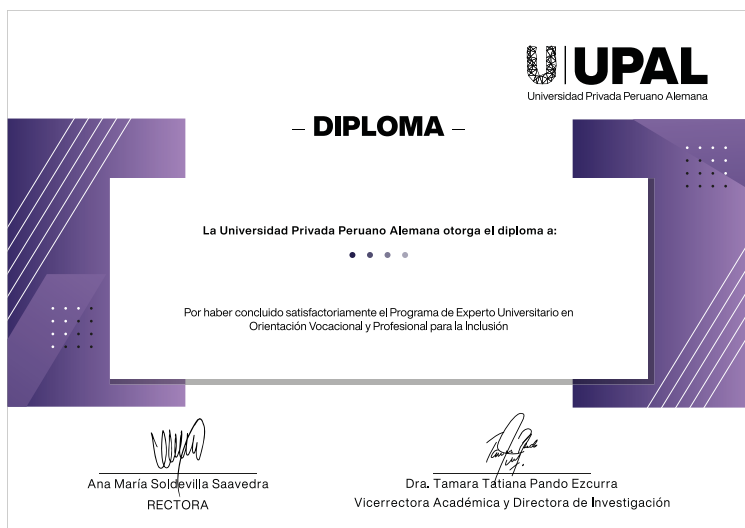 UPAL
Universidad Privada Peruano Alemana
– DIPLOMA –
La Universidad Privada Peruano Alemana otorga el diploma a:
Por haber concluido satisfactoriamente el Programa de Experto Universitario en
Orientación Vocacional y Profesional para la Inclusión
Ana María Soldevilla Saavedra
RECTORA
Dra. Tamara Tatiana Pando Ezcurra
Vicerrectora Académica y Directora de Investigación